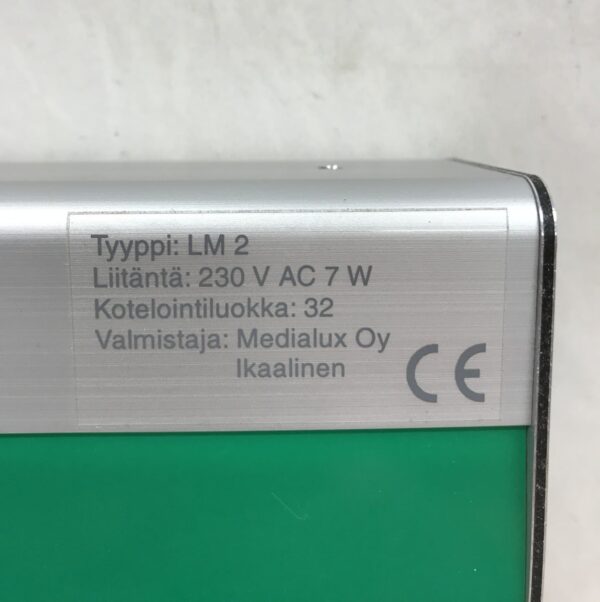 Tyyppi: LM 2
Liitäntä: 230 V AC 7 W
Kotelointiluokka: 32
Valmistaja: Medialux Oy
Ikaalinen
CE